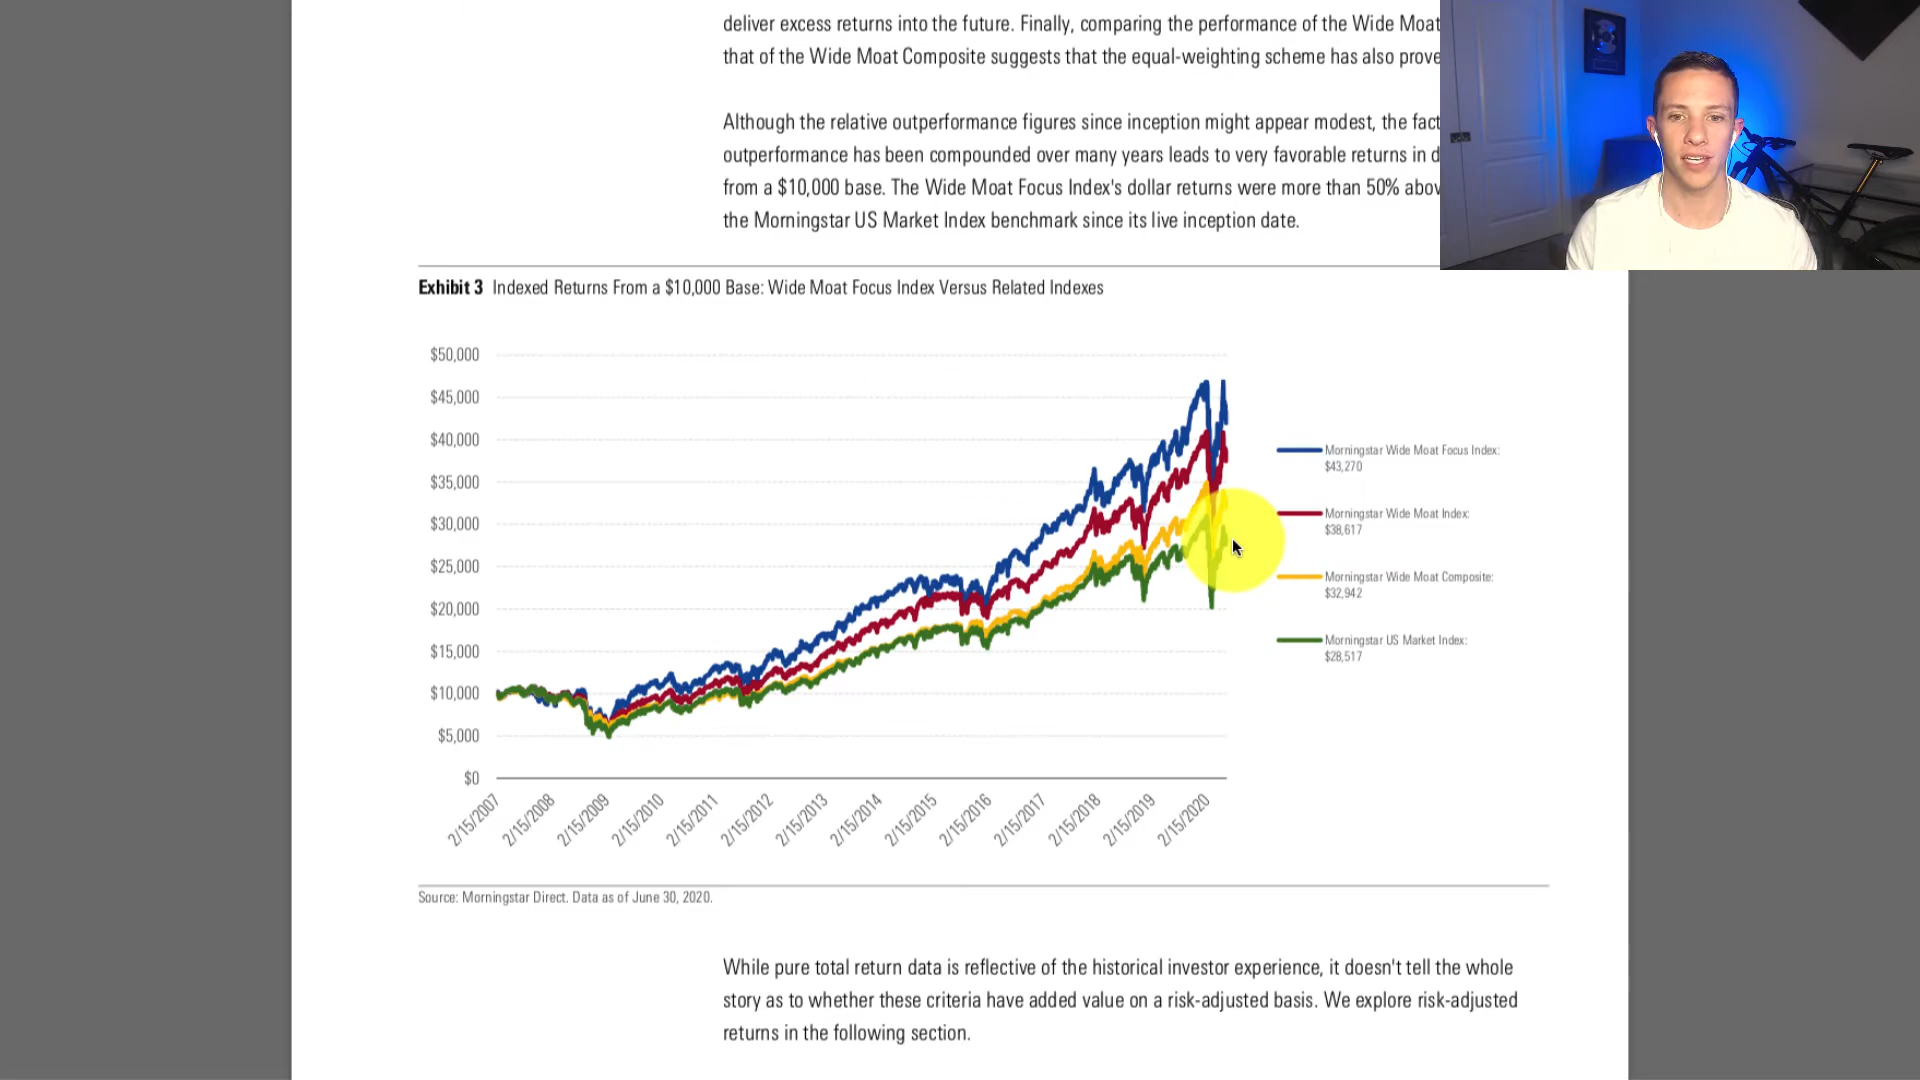 deliver excess returns into the future. Finally, comparing the performance of the Wide Moat
that of the Wide Moat Composite suggests that the equal-weighting scheme has also prove
Although the relative outperformance figures since inception might appear modest, the fact
outperformance has been compounded over many years leads to very favorable returns in d
from a $10,000 base. The Wide Moat Focus Index's dollar returns were more than 50% abov
the Morningstar US Market Index benchmark since its live inception date.
Exhibit 3 Indexed Returns From a $10,000 Base: Wide Moat Focus Index Versus Related Indexes
$50,000
$45,000
$40,000
$35,000
$30,000
$25,000
$20,000
$15,000
$10,000
$5,000
$0
2/15/2007
2/15/2008
2/15/2009
2/15/2010
2/15/2011
2/15/2012
2/15/2013
2/15/2014
2/15/2015
2/15/2016
2/15/2017
2/15/2018
2/15/2019
2/15/2020
Morningstar Wide Moat Focus Index:
$43,270
Morningstar Wide Moat Index:
$38,617
Morningstar Wide Moat Composite:
$32,942
Morningstar US Market Index:
$28,517
Source: Morningstar Direct. Data as of June 30, 2020.
While pure total return data is reflective of the historical investor experience, it doesn't tell the whole
story as to whether these criteria have added value on a risk-adjusted basis. We explore risk-adjusted
returns in the following section.